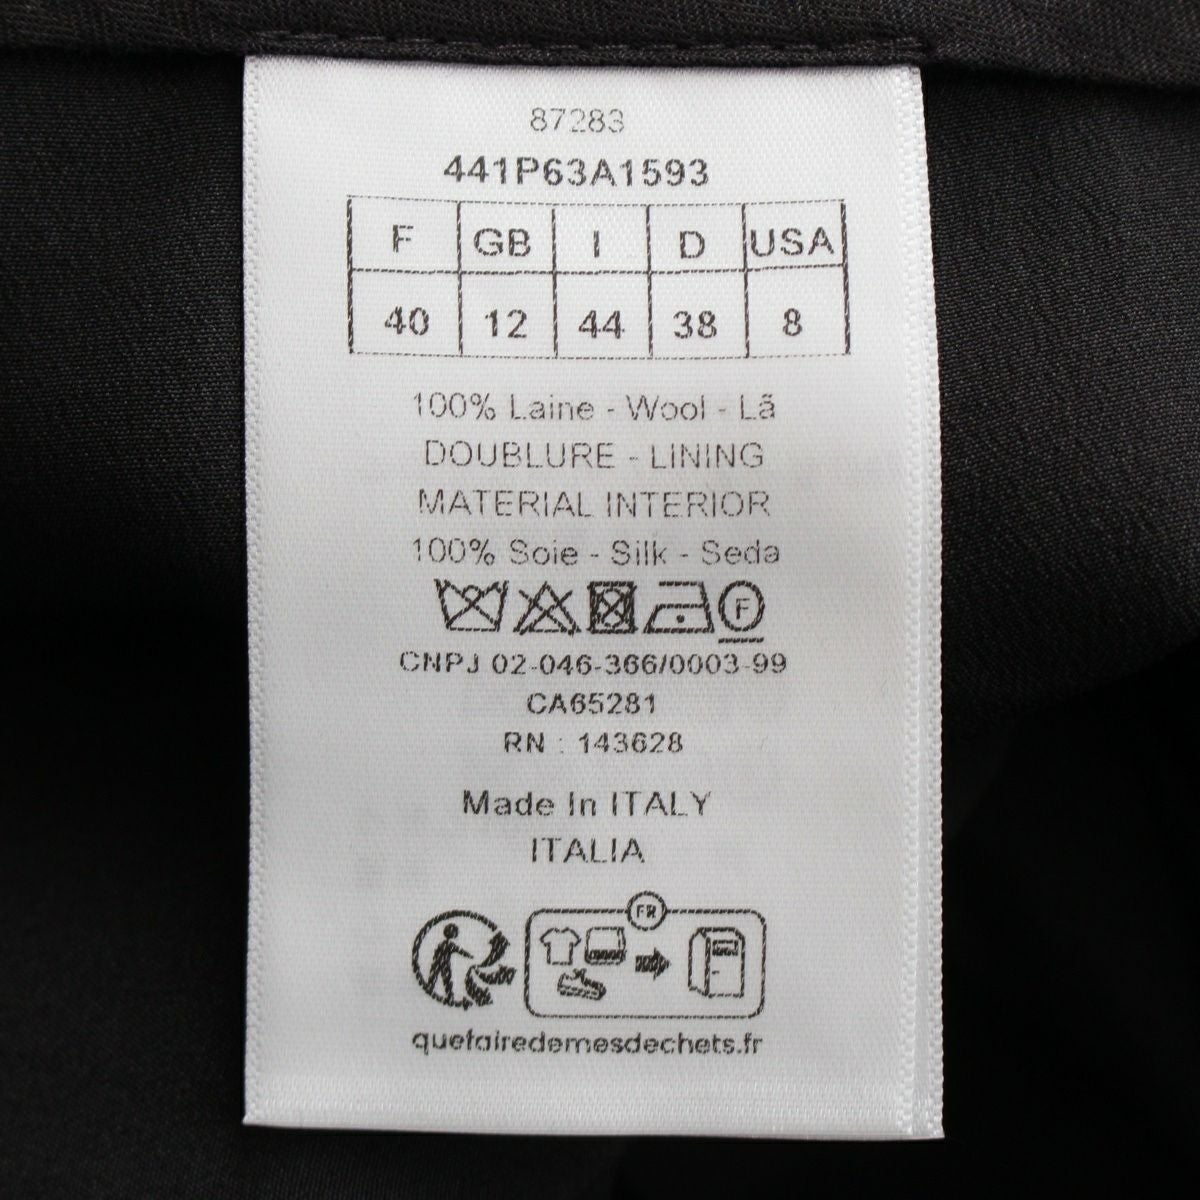 87283
441P63A1593
F GB I D USA
40 12 44 38 8
100% Laine - Wool - Lã
DOUBLURE - LINING
MATERIAL INTERIOR
100% Soie - Silk - Seda
F
CNPJ 02-046-366/0003-99
CA65281
RN : 143628
Made In ITALY
ITALIA
FR
quefairedemesdechets.fr